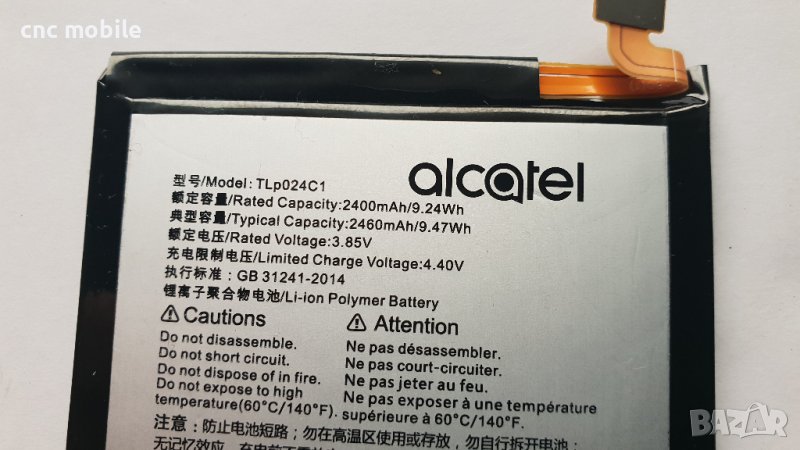 cnc mobile
alcatel
型号/Model: TLp024C1
额定容量/Rated Capacity:2400mAh/9.24Wh
典型容量/Typical Capacity:2460mAh/9.47Wh
额定电压/Rated Voltage:3.85V
充电限制电压/Limited Charge Voltage:4.40V
执行标准: GB 31241-2014
锂离子聚合物电池/Li-ion Polymer Battery
Cautions
Do not disassemble.
Do not short circuit.
Do not dispose of in fire.
Do not expose to high
temperature(60°C/140°F).
Attention
Ne pas désassembler.
Ne pas court-circuiter.
Ne pas jeter au feu.
Ne pas exposer à une température
supérieure à 60°C/140°F.
注意: 防止电池短路; 勿在高温区使用或存放, 勿自行拆开电池;
无记忆效应,
BAZAR